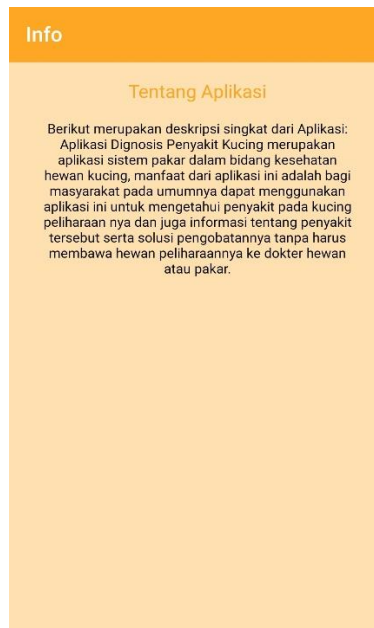 Info
Tentang Aplikasi
Berikut merupakan deskripsi singkat dari Aplikasi:
Aplikasi Dignosis Penyakit Kucing merupakan
aplikasi sistem pakar dalam bidang kesehatan
hewan kucing, manfaat dari aplikasi ini adalah bagi
masyarakat pada umumnya dapat menggunakan
aplikasi ini untuk mengetahui penyakit pada kucing
peliharaan nya dan juga informasi tentang penyakit
tersebut serta solusi pengobatannya tanpa harus
membawa hewan peliharaannya ke dokter hewan
atau pakar.